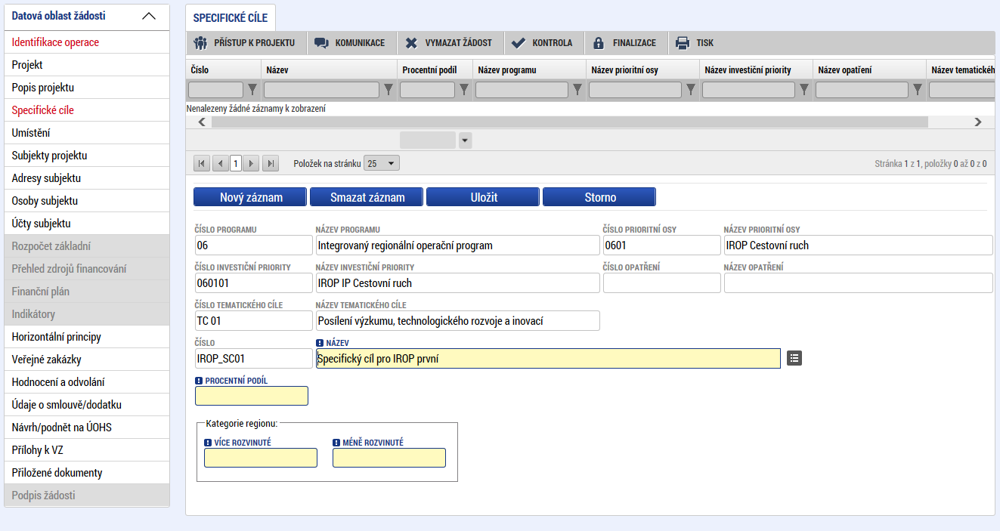 Datová oblast žádosti
Identifikace operace
Projekt
Popis projektu
Specifické cíle
Umístění
Subjekty projektu
Adresy subjektu
Osoby subjektu
Účty subjektu
Rozpočet základní
Přehled zdrojů financování
Finanční plán
Indikátory
Horizontální principy
Veřejné zakázky
Hodnocení a odvolání
Údaje o smlouvě/dodatku
Návrh/podnět na ÚOHS
Přílohy k VZ
Přiložené dokumenty
Podpis žádosti
SPECIFICKÉ CÍLE
PŘÍSTUP K PROJEKTU KOMUNIKACE VYMAZAT ŽÁDOST KONTROLA FINALIZACE TISK
Číslo Název Procentní podíl Název programu Název prioritní osy Název investiční priority Název opatření Název tematickéh
Nenalezeny žádné záznamy k zobrazení
1 Položek na stránku 25 Stránka 1 z 1, položky 0 až 0 z 0
Nový záznam Smazat záznam Uložit Storno
ČÍSLO PROGRAMU NÁZEV PROGRAMU ČÍSLO PRIORITNÍ OSY NÁZEV PRIORITNÍ OSY
06 Integrovaný regionální operační program 0601 IROP Cestovní ruch
ČÍSLO INVESTIČNÍ PRIORITY NÁZEV INVESTIČNÍ PRIORITY ČÍSLO OPATŘENÍ NÁZEV OPATŘENÍ
060101 IROP IP Cestovní ruch
ČÍSLO TEMATICKÉHO CÍLE NÁZEV TEMATICKÉHO CÍLE
TC 01 Posílení výzkumu, technologického rozvoje a inovací
ČÍSLO NÁZEV
IROP_SC01 Specifický cíl pro IROP první
PROCENTNÍ PODÍL
Kategorie regionu:
VÍCE ROZVINUTÉ MÉNĚ ROZVINUTÉ